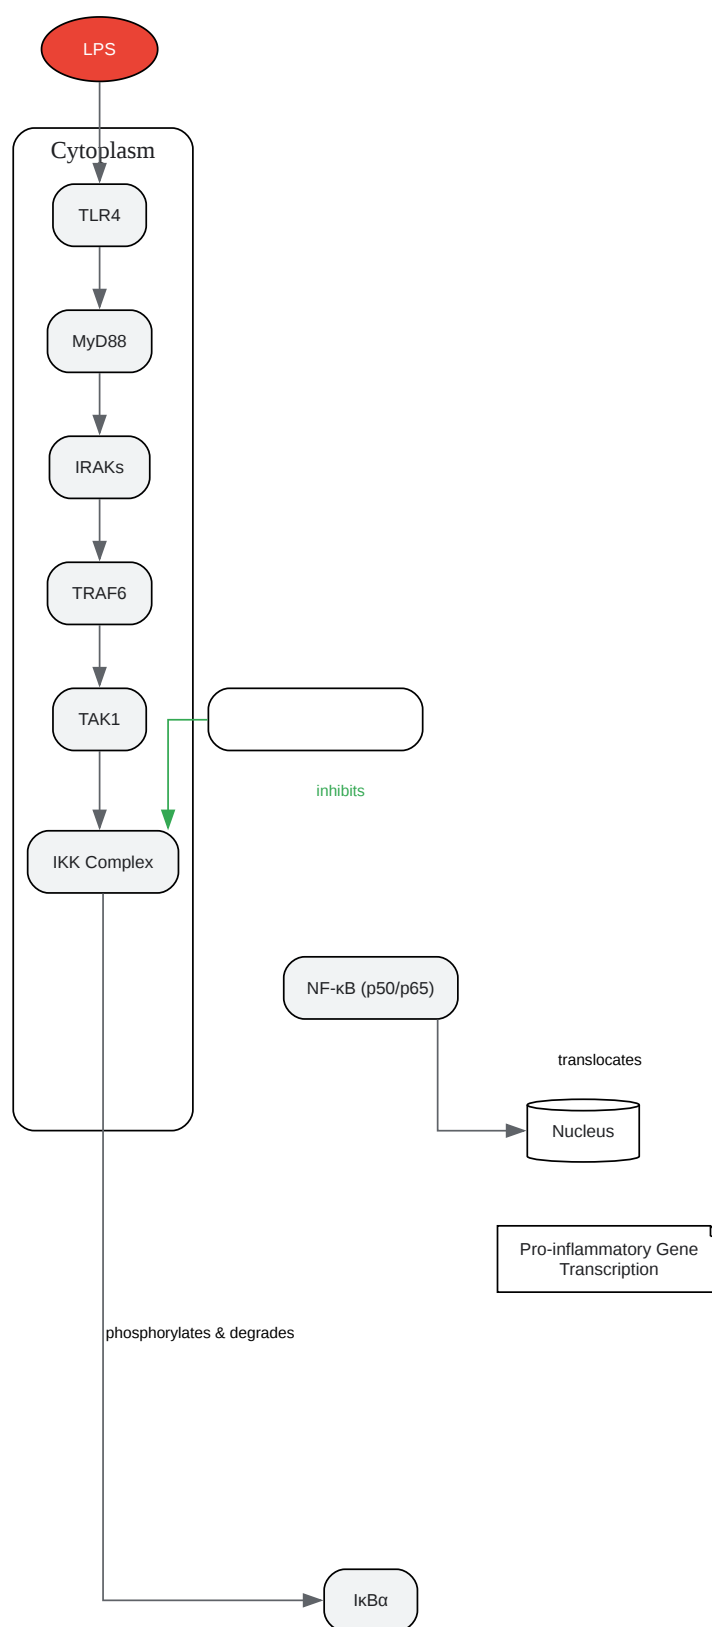 LPS
Cytoplasm
TLR4
MyD88
IRAKs
TRAF6
TAK1
inhibits
IKK Complex
NF-κB (p50/p65)
translocates
Nucleus
Pro-inflammatory Gene
Transcription
phosphorylates & degrades
IκBα